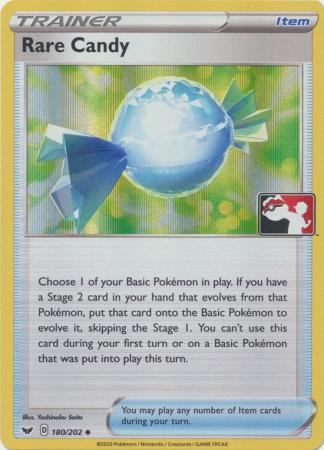 TRAINER
Item
Rare Candy
Choose 1 of your Basic Pokémon in play. If you have
a Stage 2 card in your hand that evolves from that
Pokémon, put that card onto the Basic Pokémon to
evolve it, skipping the Stage 1. You can't use this
card during your first turn or on a Basic Pokémon
that was put into play this turn.
Illus. Yoshinobu Saito
D 180/202
You may play any number of Item cards
during your turn.
©2020 Pokémon / Nintendo / Creatures / GAME FREAK